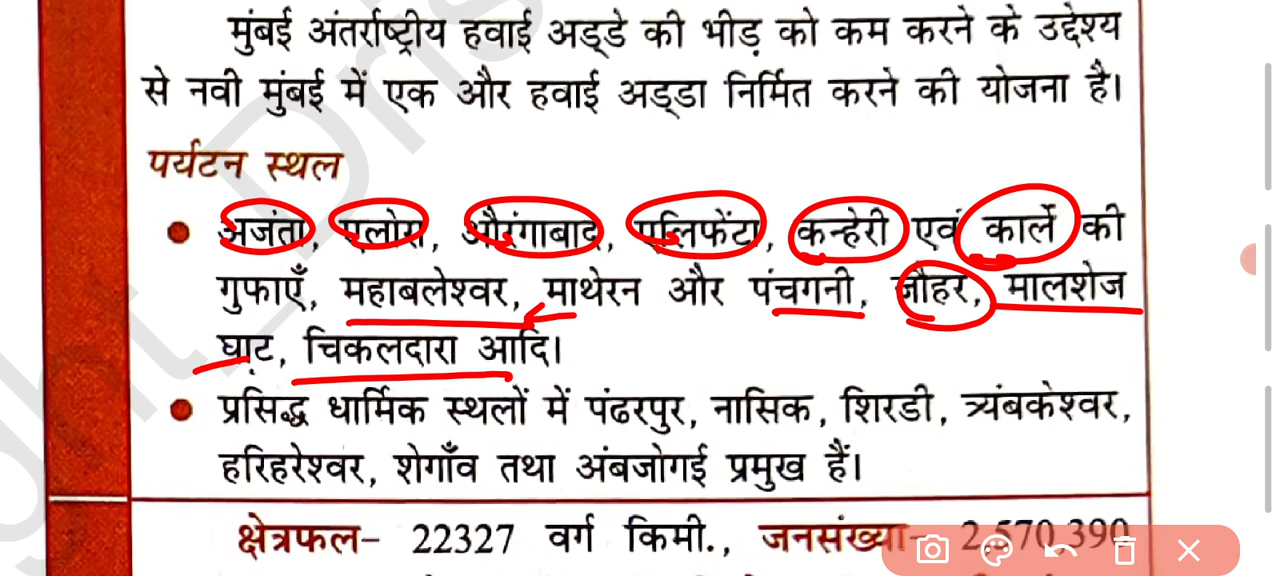 मुंबई अंतर्राष्ट्रीय हवाई अड्डे की भीड़ को कम करने के उद्देश्य
से नवी मुंबई में एक और हवाई अड्डा निर्मित करने की योजना है।
पर्यटन स्थल
• अजंता, एलोरा, औरंगाबाद, एलिफेंटा, कन्हेरी एवं कार्ले की
गुफाएँ, महाबलेश्वर, माथेरन और पंचगनी, जौहर, मालशेज
घाट, चिकलदारा आदि।
• प्रसिद्ध धार्मिक स्थलों में पंढरपुर, नासिक, शिरडी, त्र्यंबकेश्वर,
हरिहरेश्वर, शेगाँव तथा अंबजोगई प्रमुख हैं।
क्षेत्रफल– 22327 वर्ग किमी., जनसंख्या– 2,570,390